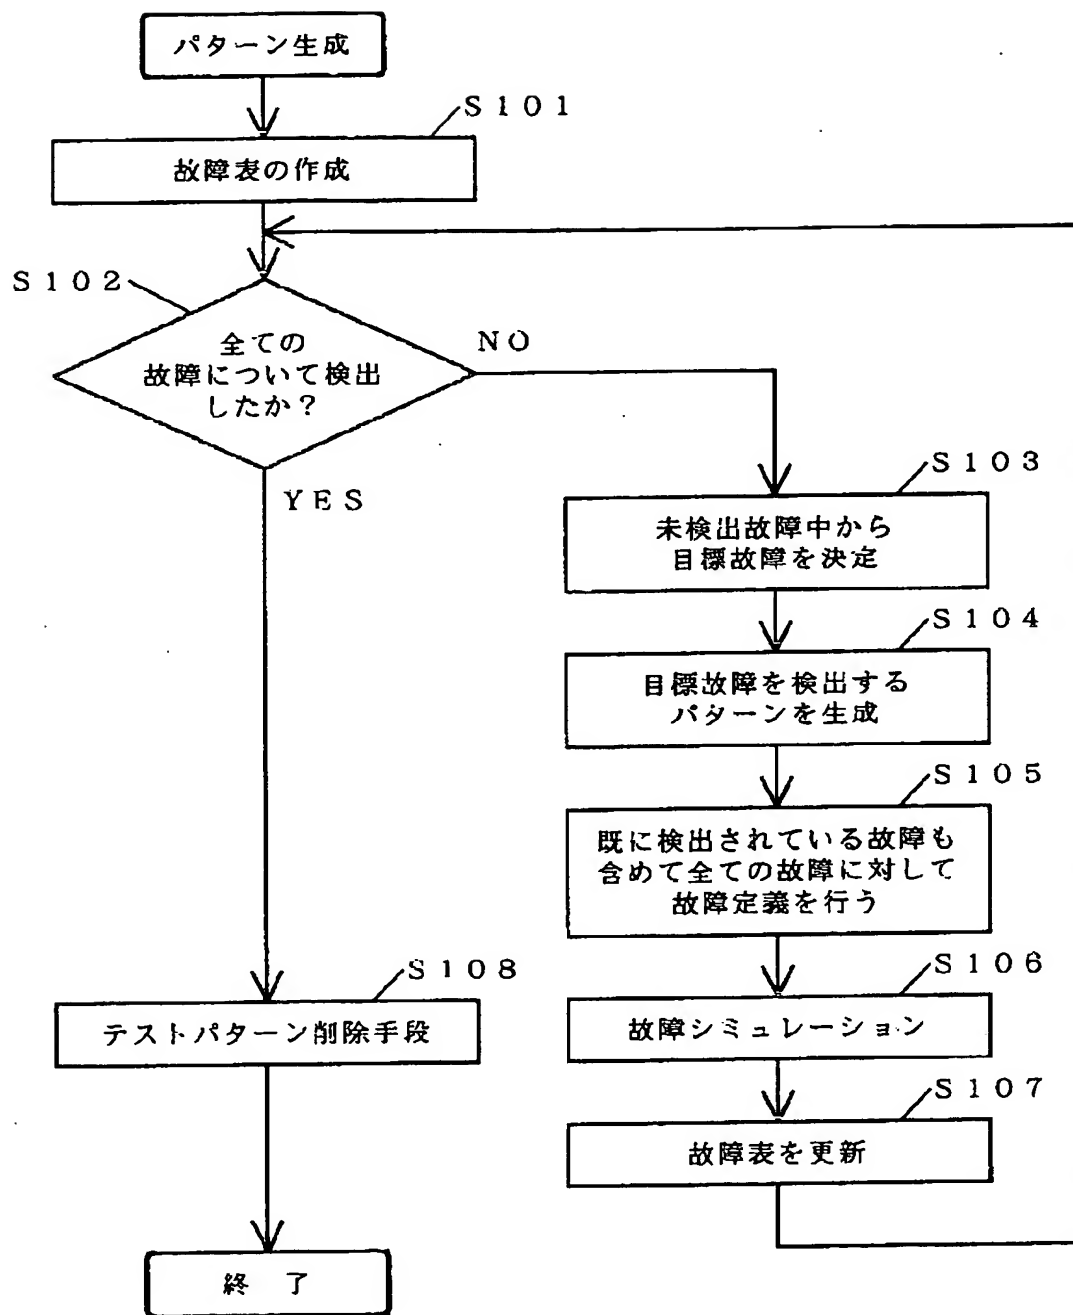 パターン生成
S101
故障表の作成
S102
全ての
故障について検出
したか？
NO
YES
S103
未検出故障中から
目標故障を決定
S104
目標故障を検出する
パターンを生成
S105
既に検出されている故障も
含めて全ての故障に対して
故障定義を行う
S106
故障シミュレーション
S107
故障表を更新
S108
テストパターン削除手段
終 了